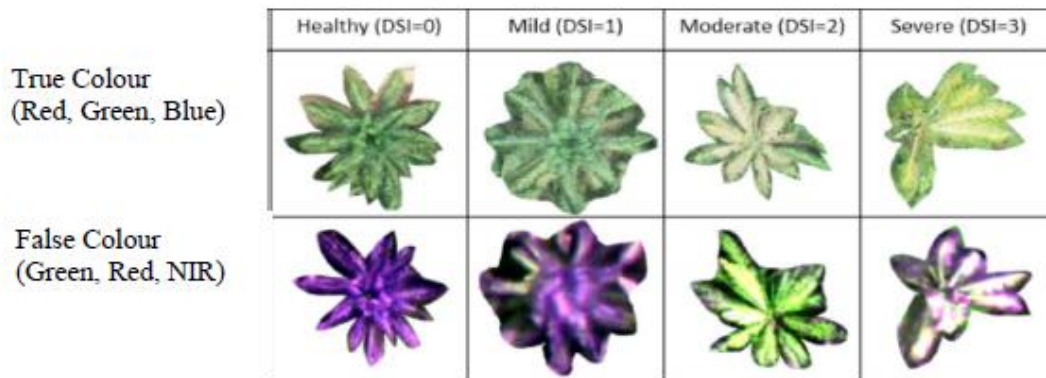 Healthy (DSI=0) Mild (DSI=1) Moderate (DSI=2) Severe (DSI=3)
True Colour
(Red, Green, Blue)
False Colour
(Green, Red, NIR)